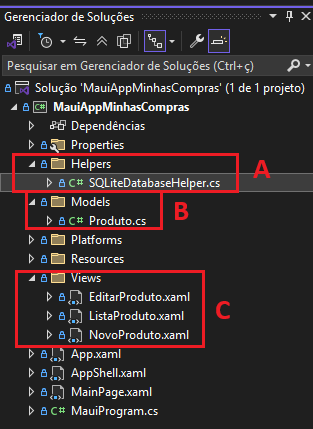 Gerenciador de Soluções
Pesquisar em Gerenciador de Soluções (Ctrl+ç)
Solução 'MauiAppMinhasCompras' (1 de 1 projeto)
MauiAppMinhasCompras
Dependências
Properties
Helpers
A
C# SQLiteDatabaseHelper.cs
Models
B
C# Produto.cs
Platforms
Resources
Views
EditarProduto.xaml
ListaProduto.xaml
C
NovoProduto.xaml
App.xaml
AppShell.xaml
MainPage.xaml
C# MauiProgram.cs